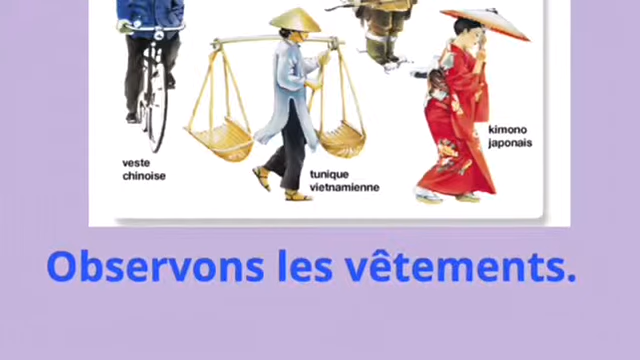 veste
chinoise
tunique
vietnamienne
kimono
japonais
Observons les vêtements.